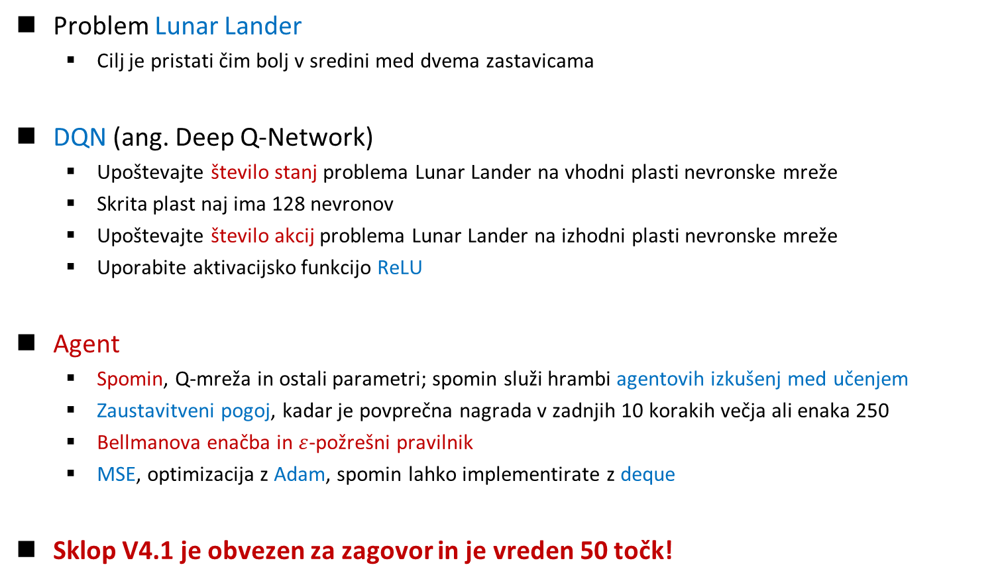 Problem Lunar Lander
Cilj je pristati čim bolj v sredini med dvema zastavicama
DQN (ang. Deep Q-Network)
Upoštevajte število stanj problema Lunar Lander na vhodni plasti nevronske mreže
Skrita plast naj ima 128 nevronov
Upoštevajte število akcij problema Lunar Lander na izhodni plasti nevronske mreže
Uporabite aktivacijsko funkcijo ReLU
Agent
Spomin, Q-mreža in ostali parametri; spomin služi hrambi agentovih izkušenj med učenjem
Zaustavitveni pogoj, kadar je povprečna nagrada v zadnjih 10 korakih večja ali enaka 250
Bellmanova enačba in 𝜀-požrešni pravilnik
MSE, optimizacija z Adam, spomin lahko implementirate z deque
Sklop V4.1 je obvezen za zagovor in je vreden 50 točk!